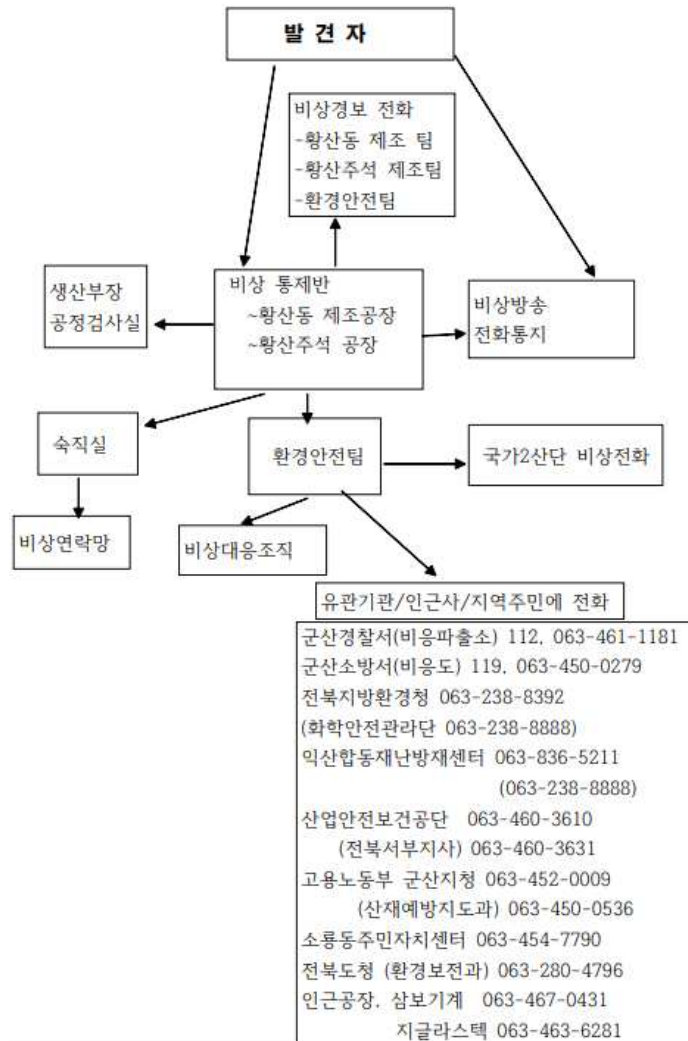 발 견 자
비상경보 전화
-황산동 제조 팀
-황산주석 제조팀
-환경안전팀
생산부장
공정검사실
비상 통제반
~황산동 제조공장
~황산주석 공장
비상방송
전화통지
숙직실
환경안전팀
국가2산단 비상전화
비상연락망
비상대응조직
유관기관/인근사/지역주민에 전화
군산경찰서(비응파출소) 112, 063-461-1181
군산소방서(비응도) 119, 063-450-0279
전북지방환경청 063-238-8392
(화학안전관라단 063-238-8888)
익산합동재난방재센터 063-836-5211
(063-238-8888)
산업안전보건공단 063-460-3610
(전북서부지사) 063-460-3631
고용노동부 군산지청 063-452-0009
(산재예방지도과) 063-450-0536
소룡동주민자치센터 063-454-7790
전북도청 (환경보전과) 063-280-4796
인근공장, 삼보기계 063-467-0431
지글라스텍 063-463-6281